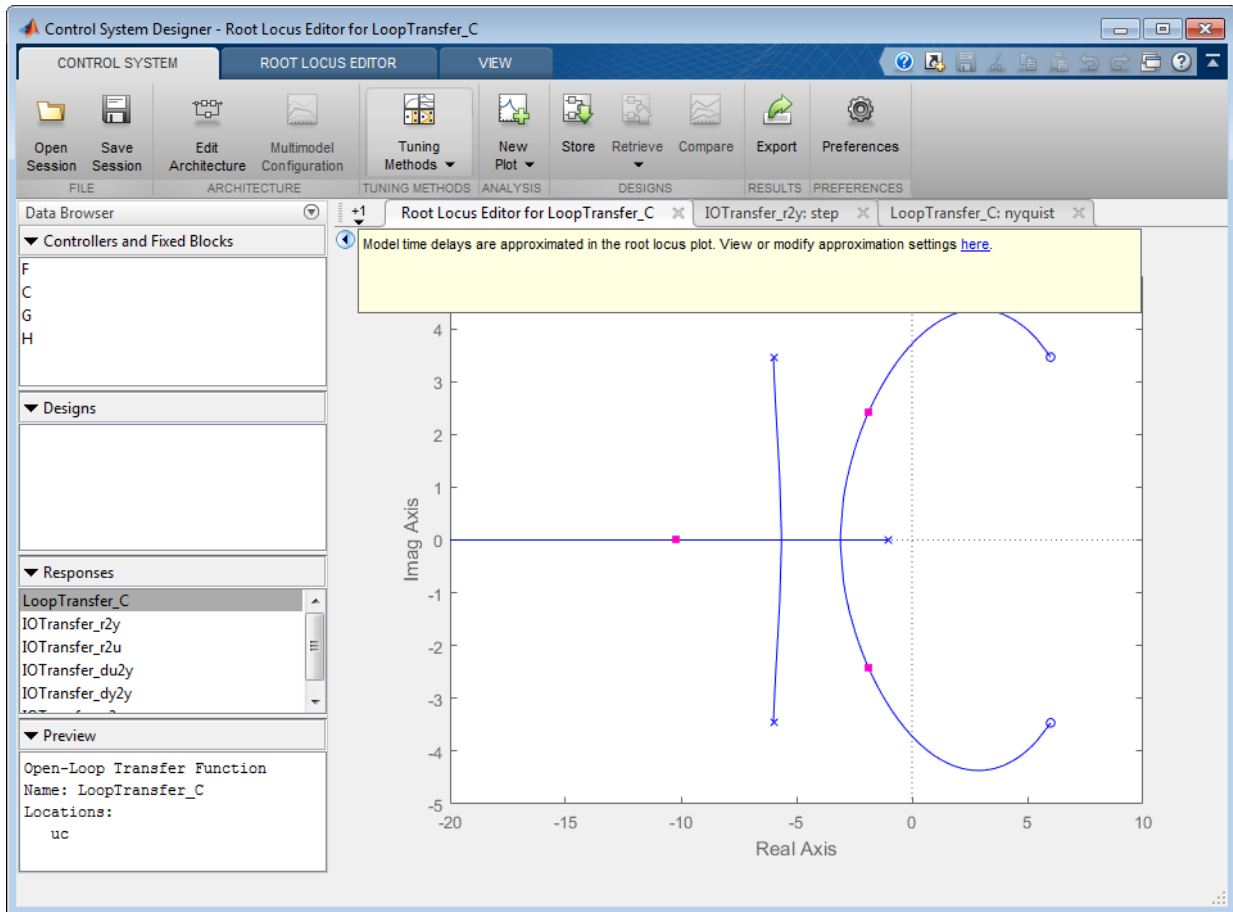 Control System Designer - Root Locus Editor for LoopTransfer_C
CONTROL SYSTEM
ROOT LOCUS EDITOR
VIEW
Open Session
Save Session
Edit Architecture
Multimodel Configuration
Tuning Methods
New Plot
Store
Retrieve
Compare
Export
Preferences
FILE
ARCHITECTURE
TUNING METHODS
ANALYSIS
DESIGNS
RESULTS
PREFERENCES
Data Browser
+1
Root Locus Editor for LoopTransfer_C
IOTransfer_r2y: step
LoopTransfer_C: nyquist
Controllers and Fixed Blocks
F
C
G
H
Designs
Responses
LoopTransfer_C
IOTransfer_r2y
IOTransfer_r2u
IOTransfer_du2y
IOTransfer_dy2y
Preview
Open-Loop Transfer Function
Name: LoopTransfer_C
Locations:
uc
Model time delays are approximated in the root locus plot. View or modify approximation settings here.
4
3
2
1
0
-1
-2
-3
-4
-5
Imag Axis
-20
-15
-10
-5
0
5
10
Real Axis